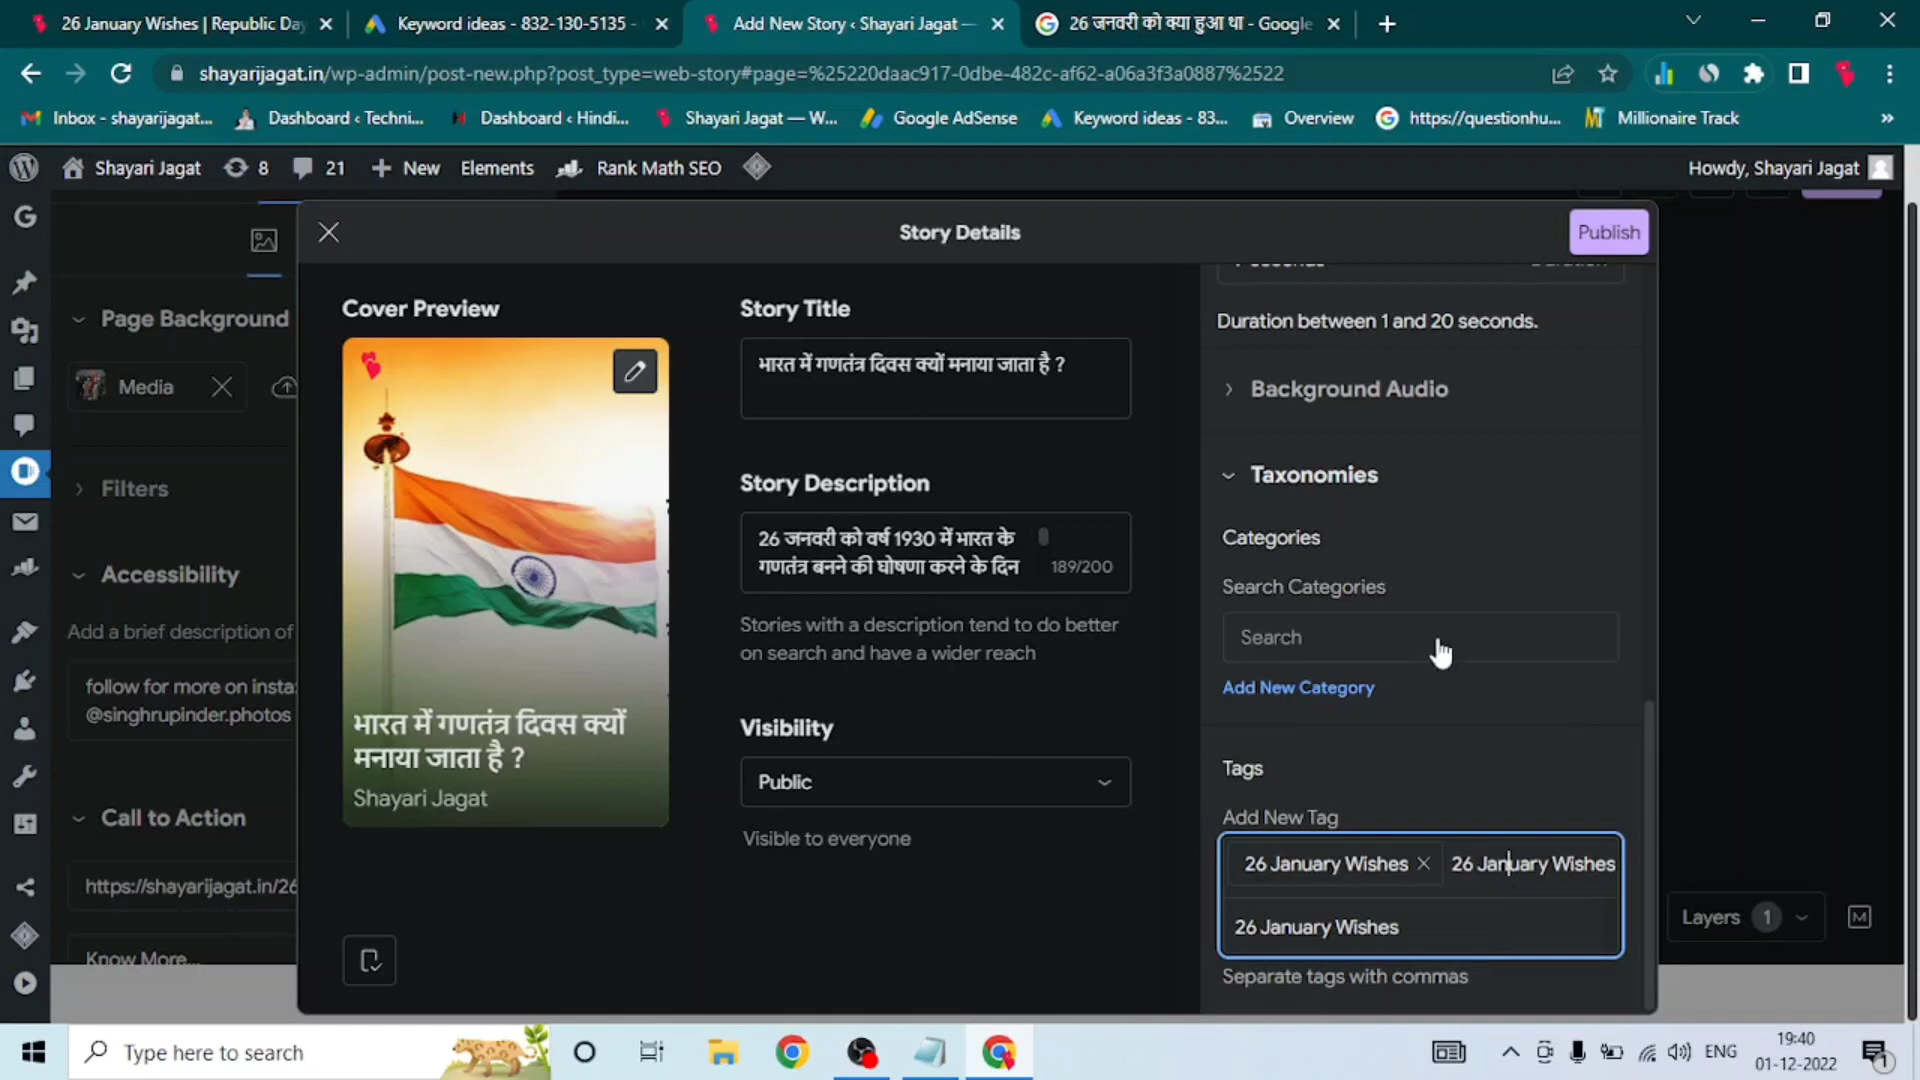 26 January Wishes | Republic Day
Keyword ideas - 832-130-5135 -
Add New Story ‹ Shayari Jagat —
26 जनवरी को क्या हुआ था - Google
shayarijagat.in/wp-admin/post-new.php?post_type=web-story#page=%25220daac917-0dbe-482c-af62-a06a3f3a0887%2522
Inbox - shayarijagat...
Dashboard ‹ Techni...
Dashboard ‹ Hindi...
Shayari Jagat — W...
Google AdSense
Keyword ideas - 83...
Overview
https://questionhu...
Millionaire Track
Shayari Jagat
8
21
New
Elements
Rank Math SEO
Howdy, Shayari Jagat
Story Details
Publish
Page Background
Media
Filters
Accessibility
Add a brief description of
follow for more on insta:
@singhrupinder.photos
Call to Action
https://shayarijagat.in/26
Know More...
Cover Preview
भारत में गणतंत्र दिवस क्यों
मनाया जाता है ?
Shayari Jagat
Story Title
भारत में गणतंत्र दिवस क्यों मनाया जाता है ?
Story Description
26 जनवरी को वर्ष 1930 में भारत के
गणतंत्र बनने की घोषणा करने के दिन
189/200
Stories with a description tend to do better
on search and have a wider reach
Visibility
Public
Visible to everyone
Duration between 1 and 20 seconds.
Background Audio
Taxonomies
Categories
Search Categories
Search
Add New Category
Tags
Add New Tag
26 January Wishes
26 January Wishes
26 January Wishes
Separate tags with commas
Layers 1
Type here to search
ENG
19:40
01-12-2022
1